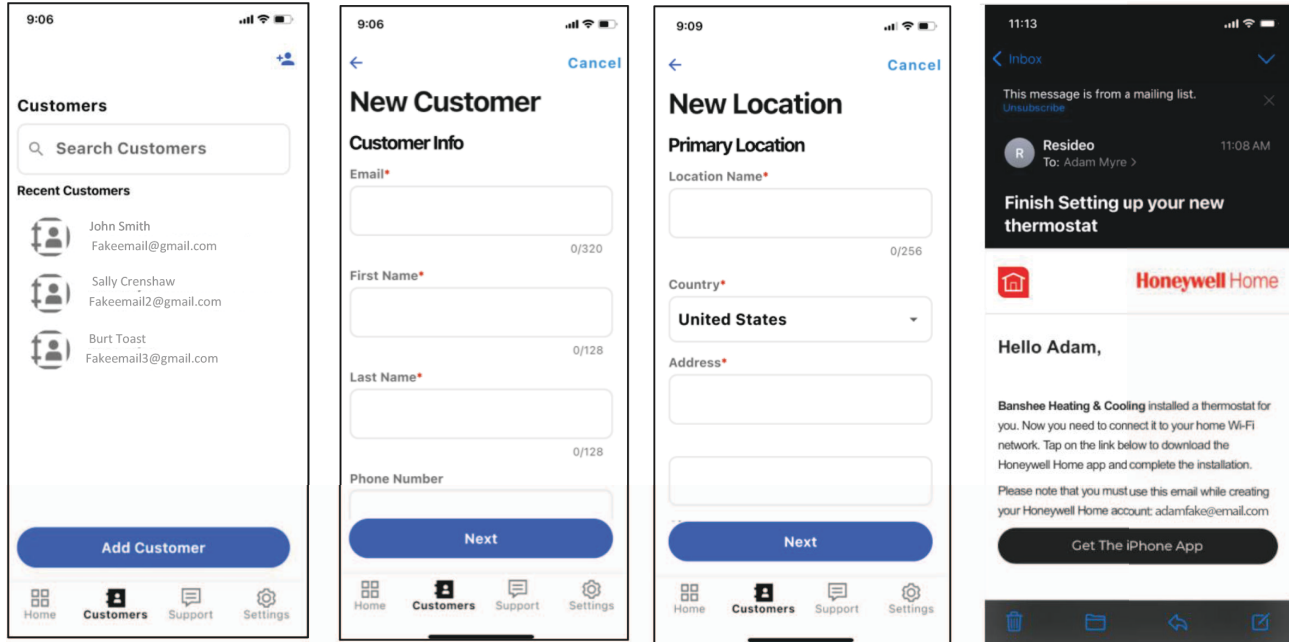 9:06
Customers
Search Customers
Recent Customers
John Smith
Fakeemail@gmail.com
Sally Crenshaw
Fakeemail2@gmail.com
Burt Toast
Fakeemail3@gmail.com
Add Customer
Home Customers Support Settings
9:06
Cancel
New Customer
Customer Info
Email*
0/320
First Name*
0/128
Last Name*
0/128
Phone Number
Next
Home Customers Support Settings
9:09
Cancel
New Location
Primary Location
Location Name*
0/256
Country*
United States
Address*
Next
Home Customers Support Settings
11:13
Inbox
This message is from a mailing list.
Unsubscribe
R
Resideo 11:08 AM
To: Adam Myre >
Finish Setting up your new
thermostat
Honeywell Home
Hello Adam,
Banshee Heating & Cooling installed a thermostat for
you. Now you need to connect it to your home Wi-Fi
network. Tap on the link below to download the
Honeywell Home app and complete the installation.
Please note that you must use this email while creating
your Honeywell Home account: adamfake@email.com
Get The iPhone App